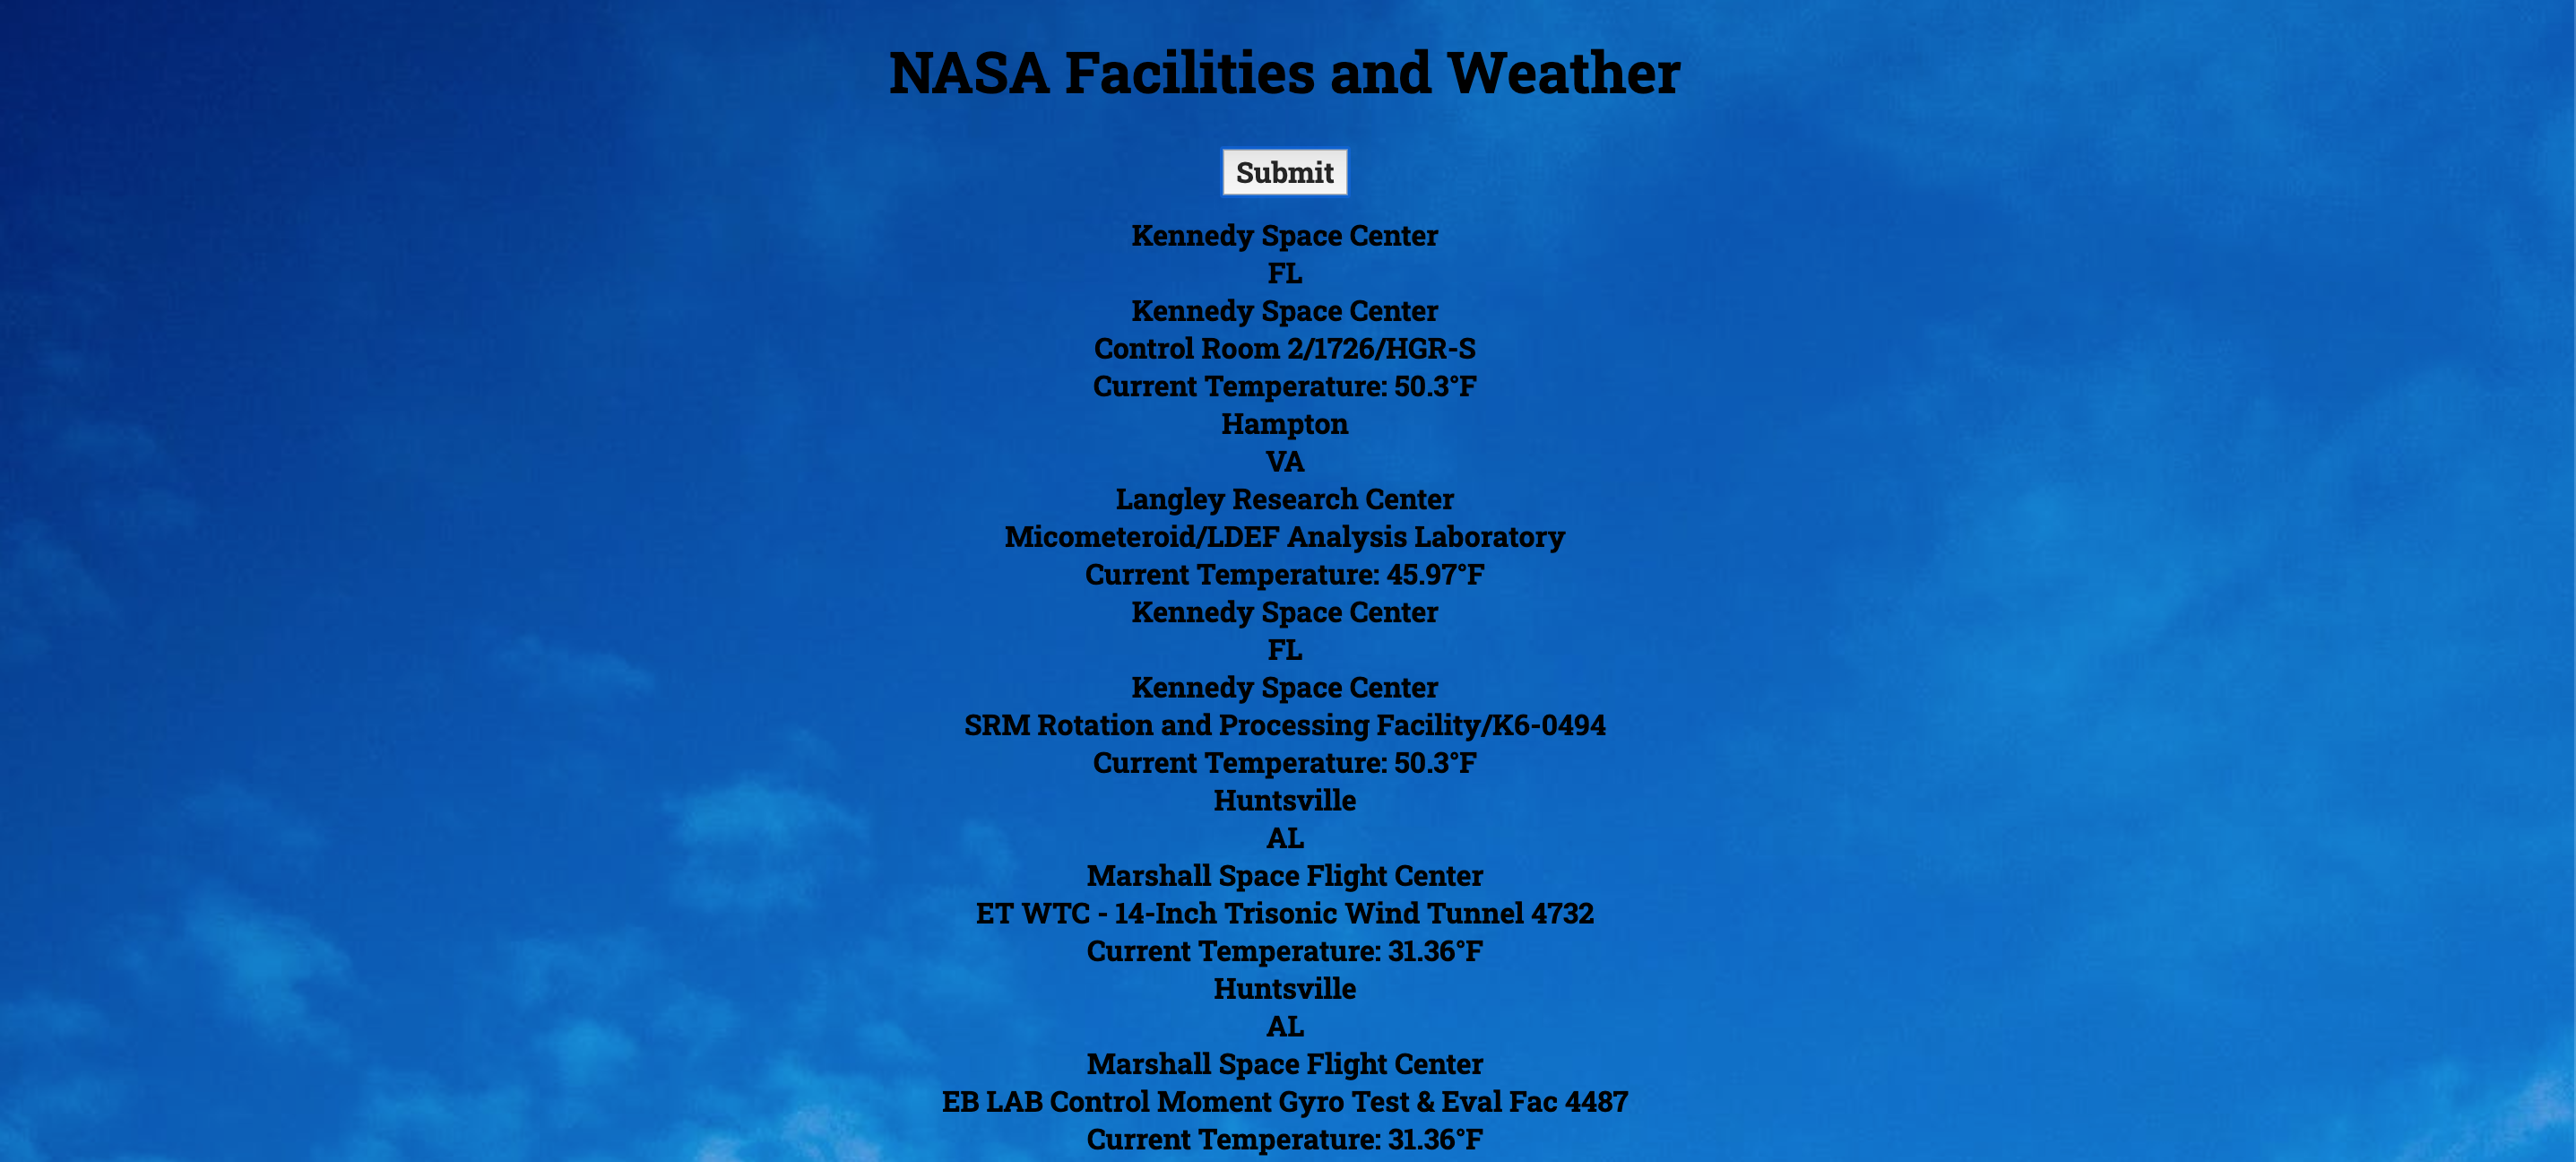 NASA Facilities and Weather
Submit
Kennedy Space Center
FL
Kennedy Space Center
Control Room 2/1726/HGR-S
Current Temperature: 50.3°F
Hampton
VA
Langley Research Center
Micometeroid/LDEF Analysis Laboratory
Current Temperature: 45.97°F
Kennedy Space Center
FL
Kennedy Space Center
SRM Rotation and Processing Facility/K6-0494
Current Temperature: 50.3°F
Huntsville
AL
Marshall Space Flight Center
ET WTC - 14-Inch Trisonic Wind Tunnel 4732
Current Temperature: 31.36°F
Huntsville
AL
Marshall Space Flight Center
EB LAB Control Moment Gyro Test & Eval Fac 4487
Current Temperature: 31.36°F